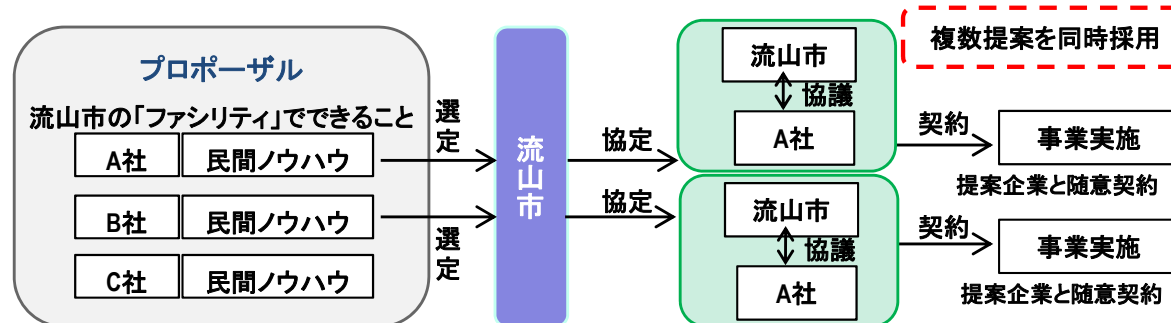 プロポーザル
流山市の「ファシリティ」でできること
A社 民間ノウハウ
B社 民間ノウハウ
C社 民間ノウハウ
選定
選定
流山市
協定
協定
流山市
協議
A社
流山市
協議
A社
複数提案を同時採用
契約
事業実施
提案企業と随意契約
契約
事業実施
提案企業と随意契約